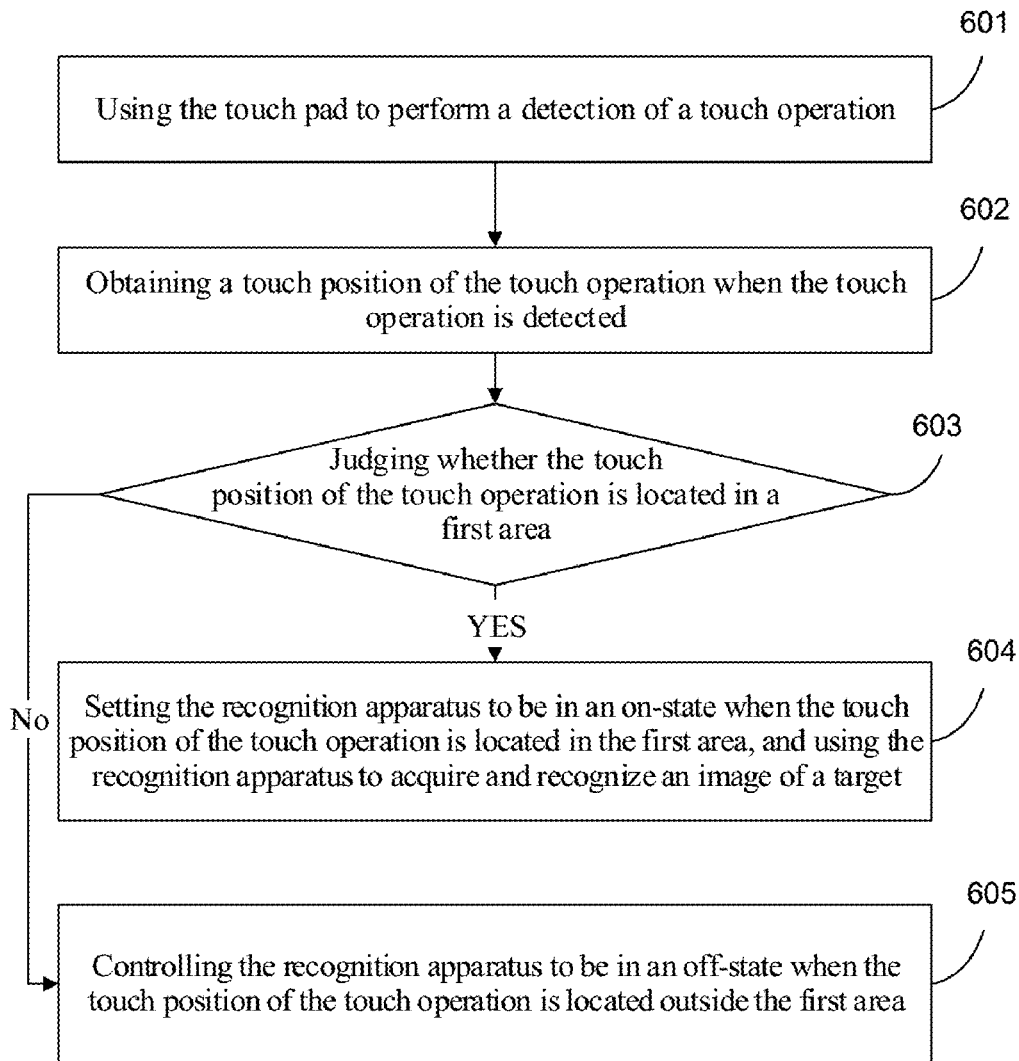 601
Using the touch pad to perform a detection of a touch operation
602
Obtaining a touch position of the touch operation when the touch
operation is detected
603
Judging whether the touch
position of the touch operation is located in a
first area
YES
604
Setting the recognition apparatus to be in an on-state when the touch
position of the touch operation is located in the first area, and using the
recognition apparatus to acquire and recognize an image of a target
No
605
Controlling the recognition apparatus to be in an off-state when the
touch position of the touch operation is located outside the first area